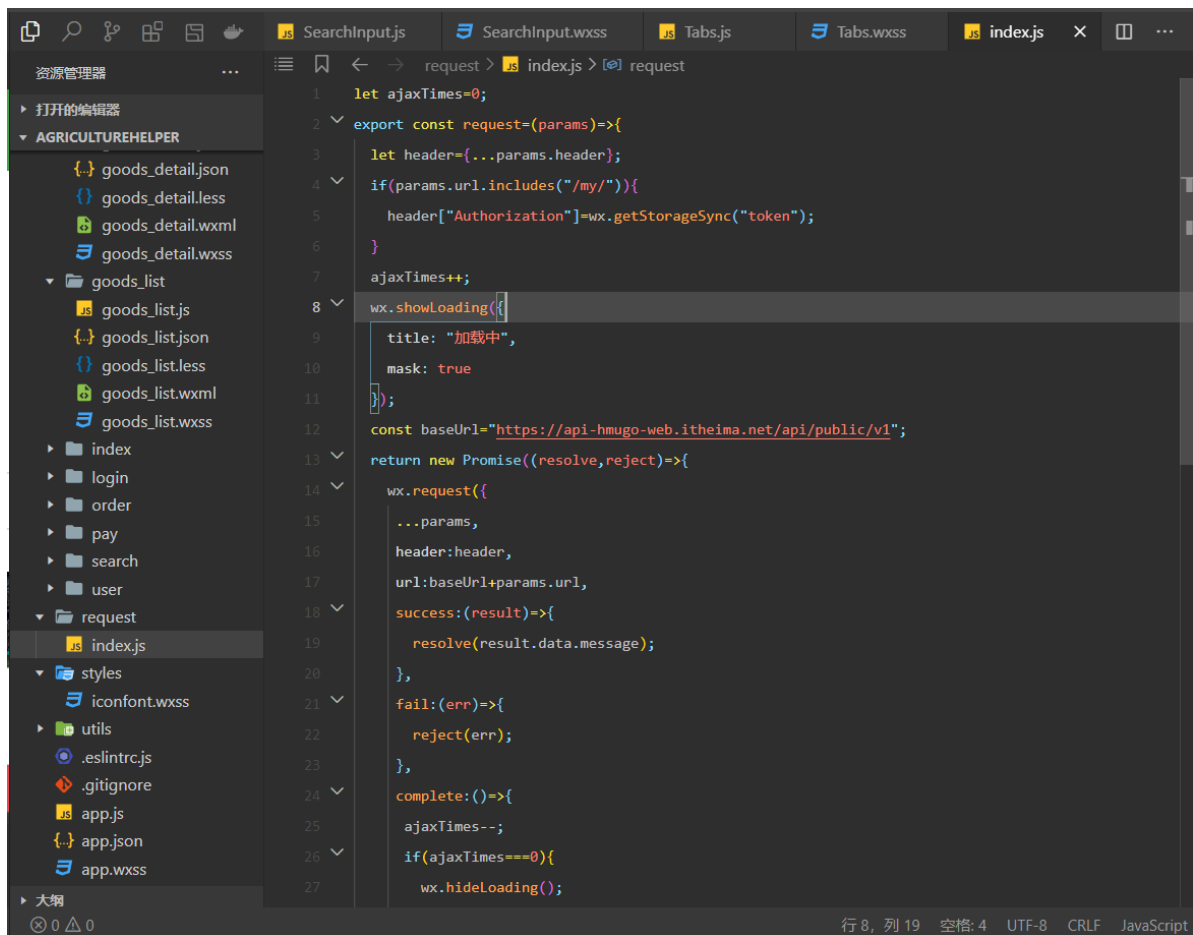 SearchInput.js
SearchInput.wxss
Tabs.js
Tabs.wxss
index.js
资源管理器
打开的编辑器
AGRICULTUREHELPER
goods_detail.json
goods_detail.less
goods_detail.wxml
goods_detail.wxss
goods_list
goods_list.js
goods_list.json
goods_list.less
goods_list.wxml
goods_list.wxss
index
login
order
pay
search
user
request
index.js
styles
iconfont.wxss
utils
.eslintrc.js
.gitignore
app.js
app.json
app.wxss
大纲
request > index.js > request
1 let ajaxTimes=0;
2 export const request=(params)=>{
3 let header={...params.header};
4 if(params.url.includes("/my/")){
5 header["Authorization"]=wx.getStorageSync("token");
6 }
7 ajaxTimes++;
8 wx.showLoading({
9 title: "加载中",
10 mask: true
11 });
12 const baseUrl="https://api-hmugo-web.itheima.net/api/public/v1";
13 return new Promise((resolve,reject)=>{
14 wx.request({
15 ...params,
16 header:header,
17 url:baseUrl+params.url,
18 success:(result)=>{
19 resolve(result.data.message);
20 },
21 fail:(err)=>{
22 reject(err);
23 },
24 complete:()=>{
25 ajaxTimes--;
26 if(ajaxTimes===0){
27 wx.hideLoading();
0 0 行 8，列 19 空格: 4 UTF-8 CRLF JavaScript